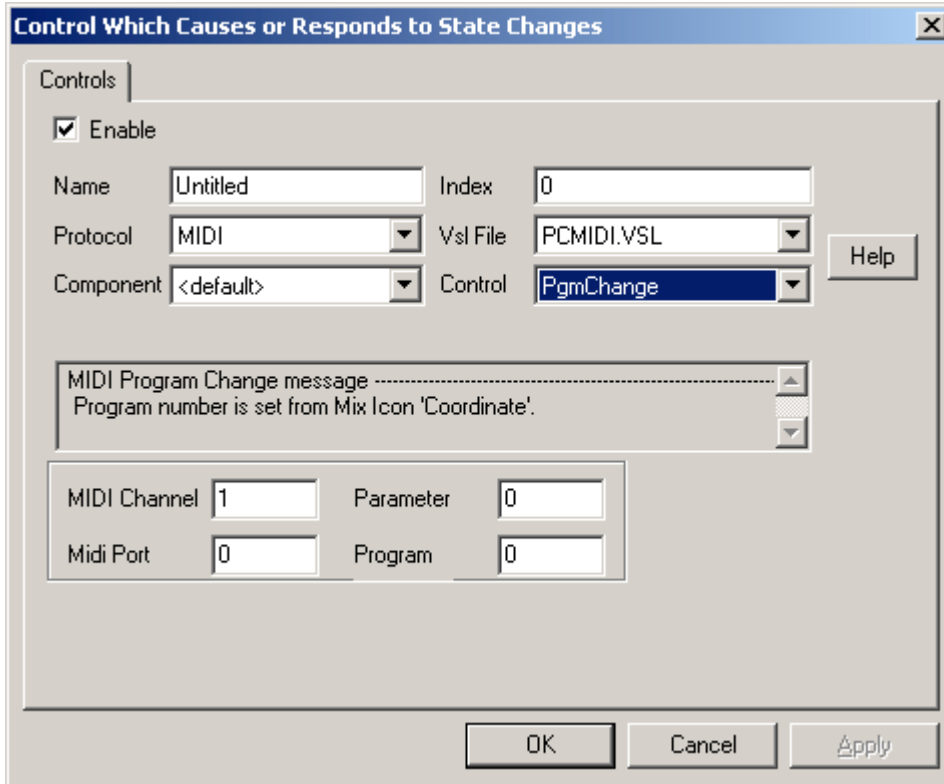 Control Which Causes or Responds to State Changes
Controls
Enable
Name Untitled Index 0
Protocol MIDI Vsl File PCMIDI.VSL
Help
Component <default> Control PgmChange
MIDI Program Change message --------------------------------------------------------------------
Program number is set from Mix Icon 'Coordinate'.
MIDI Channel 1 Parameter 0
Midi Port 0 Program 0
OK Cancel Apply